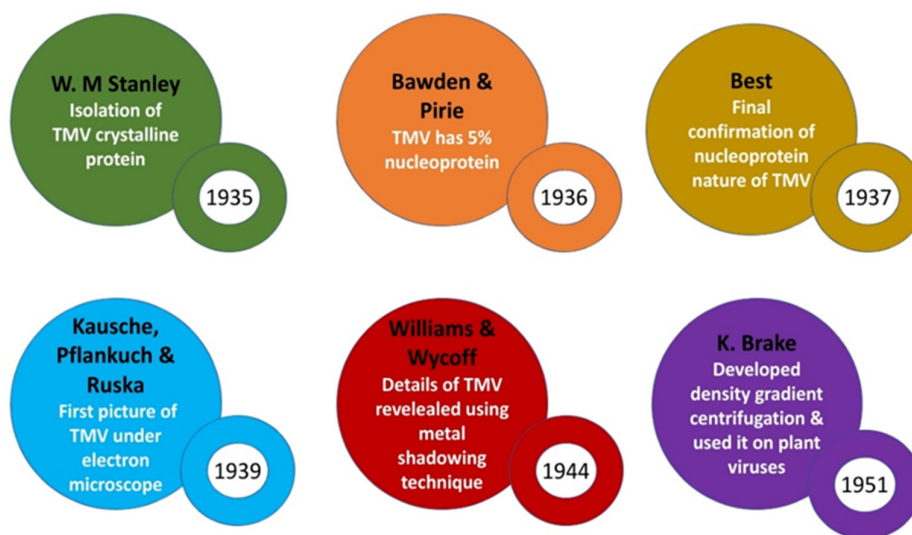 W. M Stanley
Isolation of
TMV crystalline
protein
1935
Bawden &
Pirie
TMV has 5%
nucleoprotein
1936
Best
Final
confirmation of
nucleoprotein
nature of TMV
1937
Kausche,
Pflankuch &
Ruska
First picture of
TMV under
electron
microscope
1939
Williams &
Wycoff
Details of TMV
revelealed using
metal
shadowing
technique
1944
K. Brake
Developed
density gradient
centrifugation &
used it on plant
viruses
1951